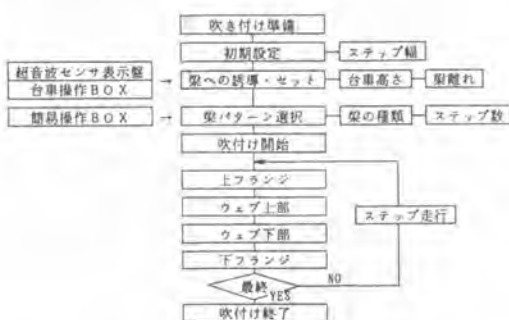 吹き付け準備
初期設定
ステップ幅
超音波センサ表示盤
台車操作BOX
梁への誘導・セット
台車高さ
梁離れ
簡易操作BOX
梁パターン選択
梁の種類
ステップ数
吹付け開始
上フランジ
ウェブ上部
ステップ走行
ウェブ下部
下フランジ
最終
NO
YES
吹付け終了